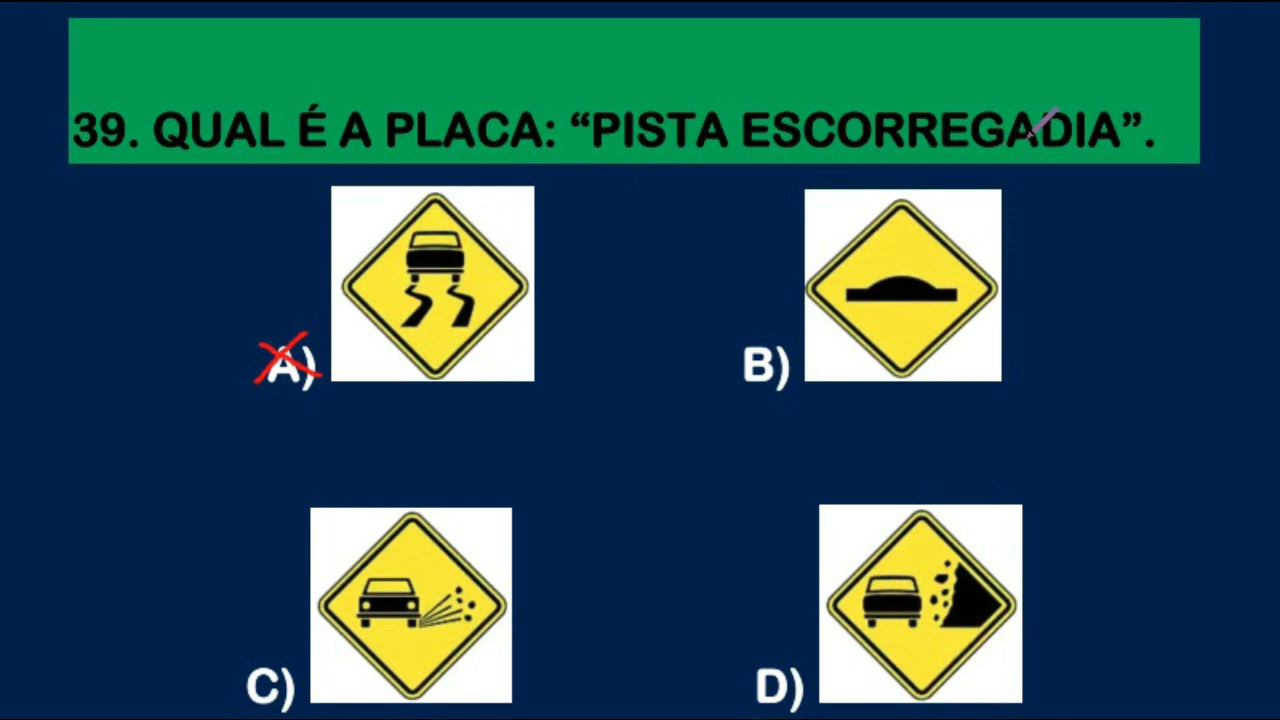 39. QUAL É A PLACA: “PISTA ESCORREGADIA”.
A)
B)
C)
D)